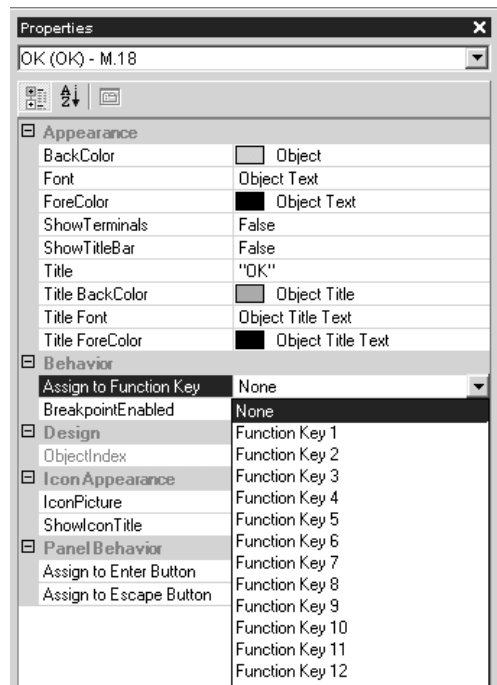 Properties
OK (OK) - M.18
Appearance
BackColor Object
Font Object Text
ForeColor Object Text
ShowTerminals False
ShowTitleBar False
Title "OK"
Title BackColor Object Title
Title Font Object Title Text
Title ForeColor Object Title Text
Behavior
Assign to Function Key None
BreakpointEnabled None
Design Function Key 1
ObjectIndex Function Key 2
Icon Appearance Function Key 3
Function Key 4
IconPicture Function Key 5
ShowIconTitle Function Key 6
Panel Behavior Function Key 7
Assign to Enter Button Function Key 8
Assign to Escape Button Function Key 9
Function Key 10
Function Key 11
Function Key 12